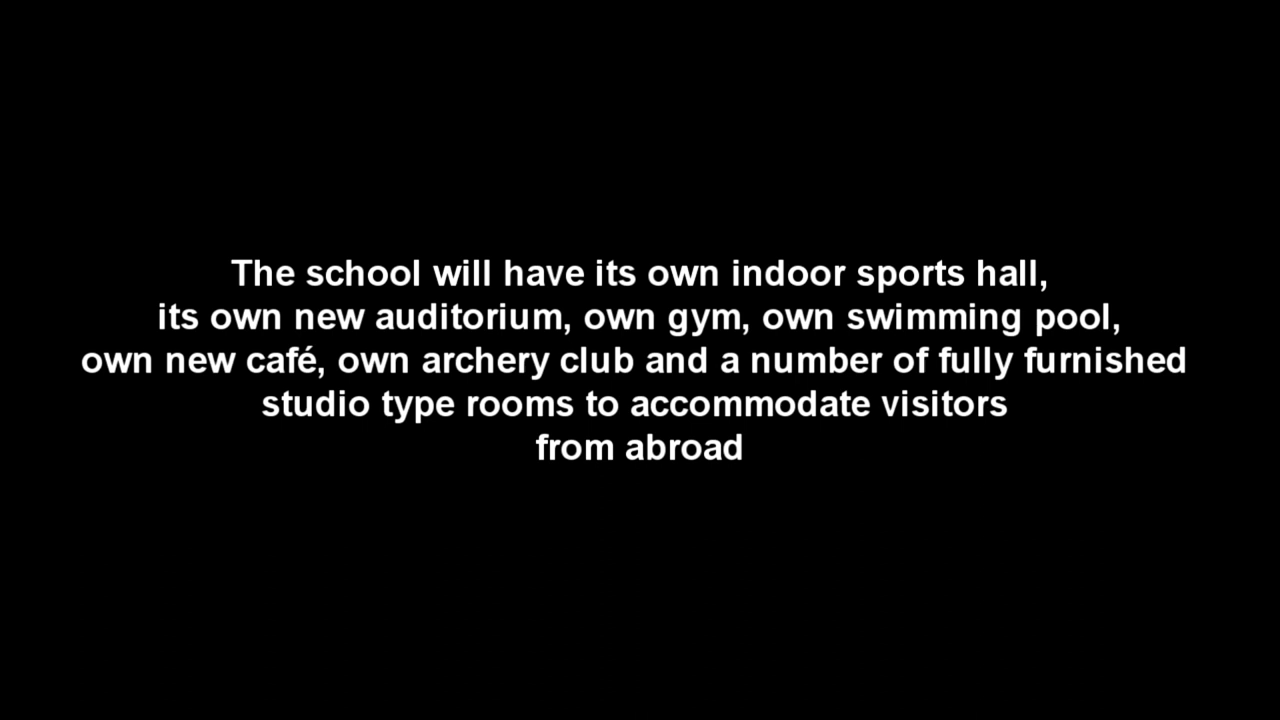 The school will have its own indoor sports hall,
its own new auditorium, own gym, own swimming pool,
own new café, own archery club and a number of fully furnished
studio type rooms to accommodate visitors
from abroad